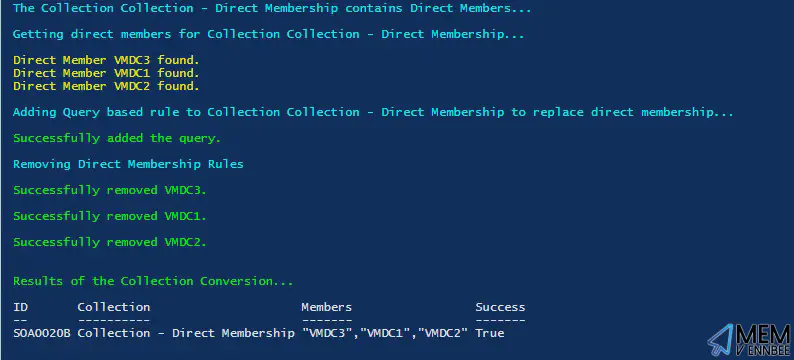 The Collection Collection - Direct Membership contains Direct Members...
Getting direct members for Collection Collection - Direct Membership...
Direct Member VMDC3 found.
Direct Member VMDC1 found.
Direct Member VMDC2 found.
Adding Query based rule to Collection Collection - Direct Membership to replace direct membership...
Successfully added the query.
Removing Direct Membership Rules
Successfully removed VMDC3.
Successfully removed VMDC1.
Successfully removed VMDC2.
Results of the Collection Conversion...
ID Collection Members Success
-- ---------- ------- -------
SOA0020B Collection - Direct Membership "VMDC3","VMDC1","VMDC2" True
MEM
VENNBEE